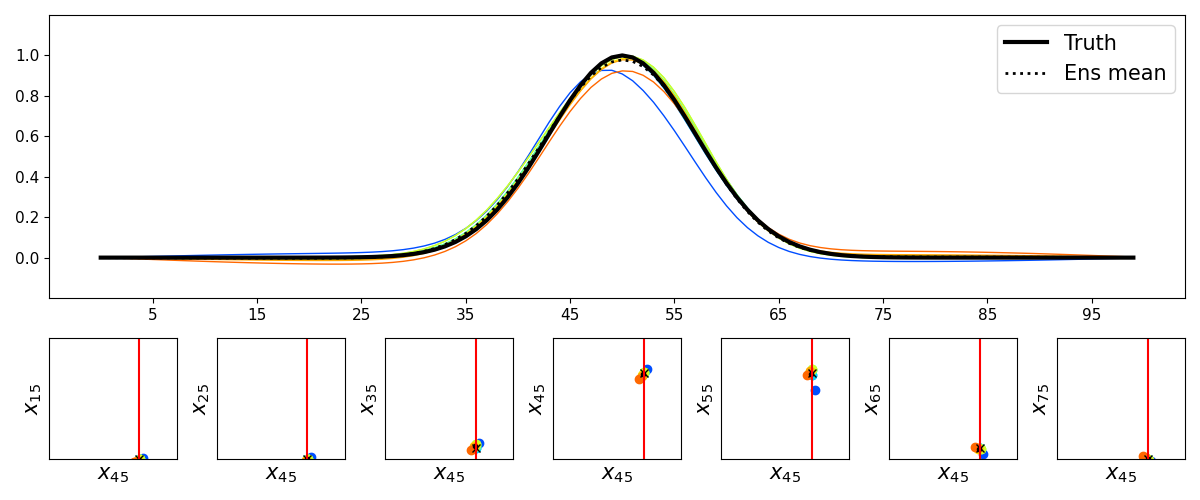 1.0
0.8
0.6
0.4
0.2
0.0
Truth
Ens mean
5 15 25 35 45 55 65 75 85 95
x₁₅ x₂₅ x₃₅ x₄₅ x₅₅ x₆₅ x₇₅
x₄₅ x₄₅ x₄₅ x₄₅ x₄₅ x₄₅ x₄₅